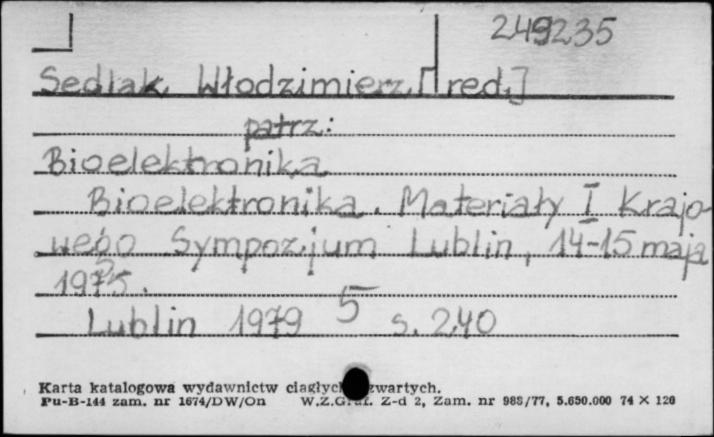 249235
Sedlak, Włodzimierz [red.]
patrz:
Bioelektronika
Bioelektronika. Materiały I Krajo-
wego Sympozjum Lublin, 14-15 maja
1975.
Lublin 1979 5 s. 240
Karta katalogowa wydawnictw ciągłych zwartych.
Pu-B-144 zam. nr 1674/DW/On W.Z.Graf. Z-d 2, Zam. nr 988/77, 5.650.000 74 × 120